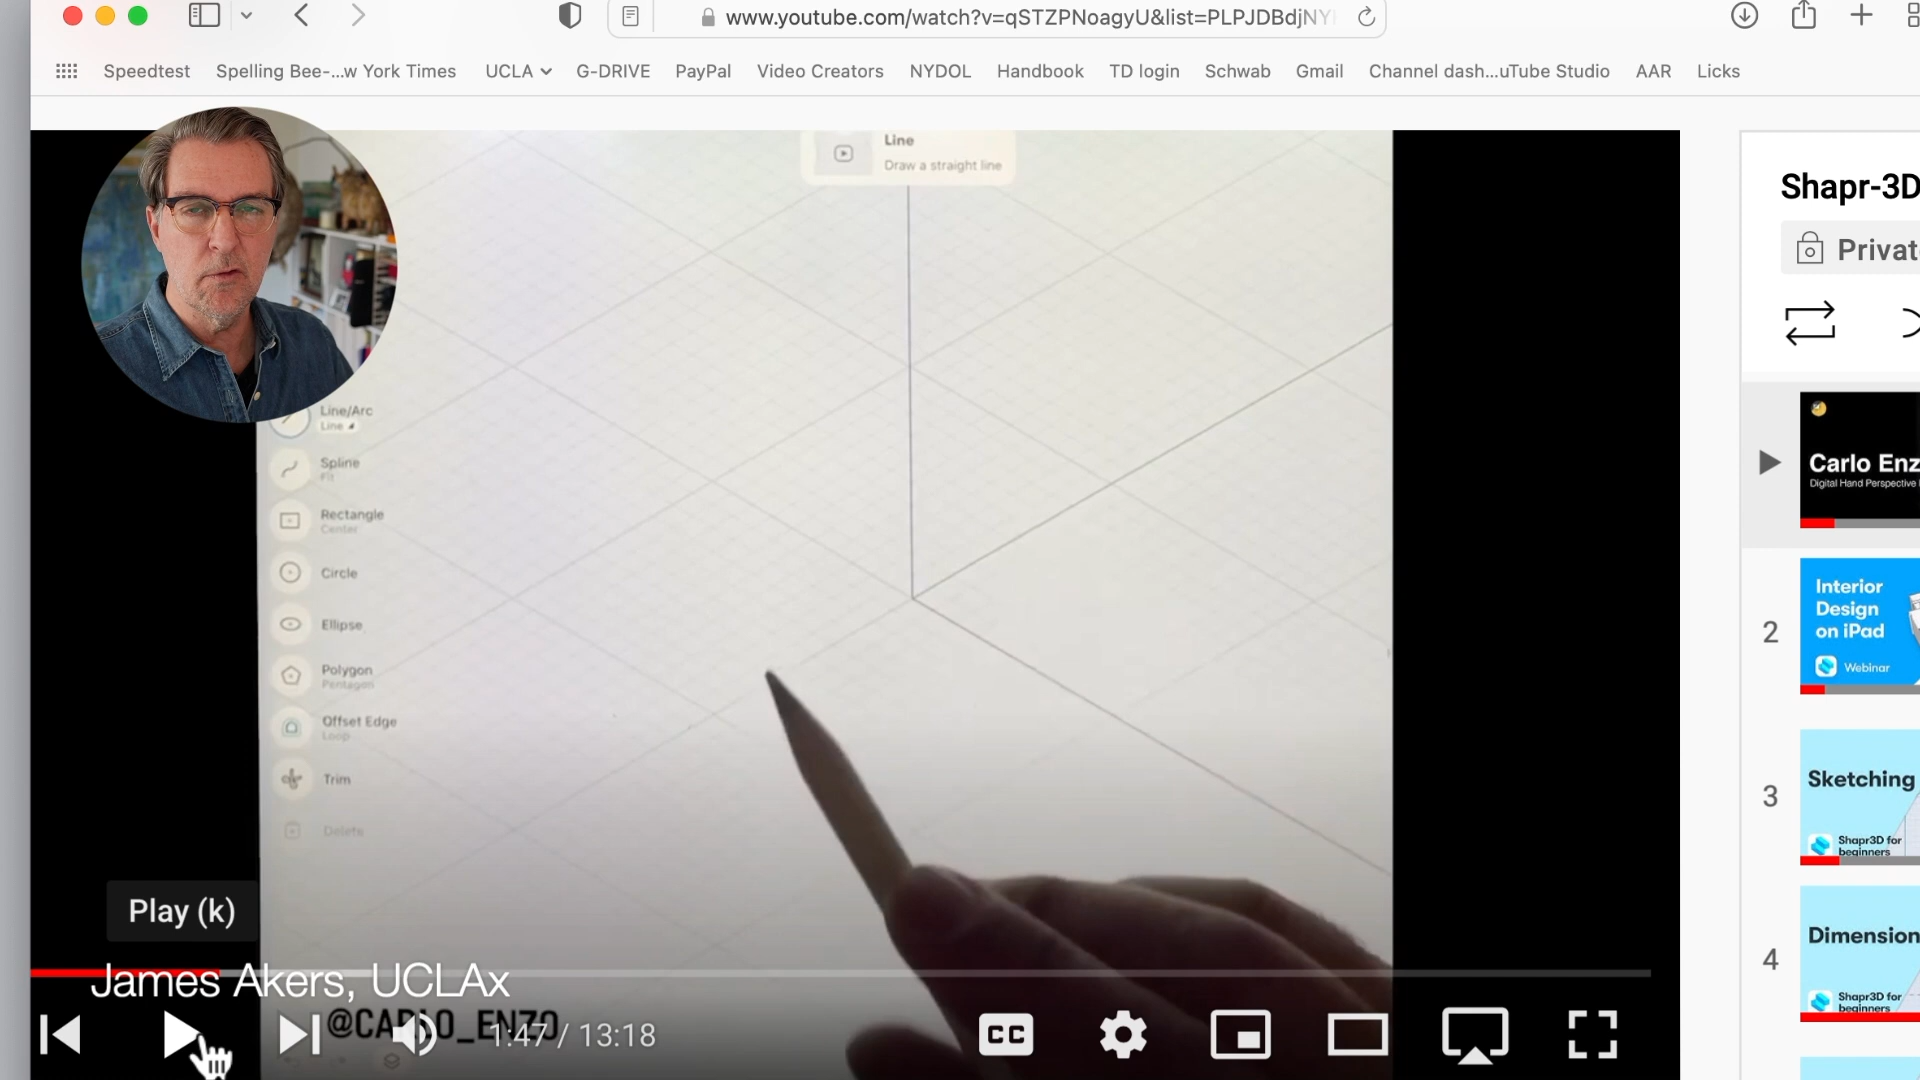 www.youtube.com/watch?v=qSTZPNoagyU&list=PLPJDBdjNY
Speedtest Spelling Bee-...w York Times UCLA G-DRIVE PayPal Video Creators NYDOL Handbook TD login Schwab Gmail Channel dash...uTube Studio AAR Licks
Line
Draw a straight line
Line/Arc
Line
Spline
Fit
Rectangle
Center
Circle
Ellipse
Polygon
Pentagon
Offset Edge
Loop
Trim
Delete
Play (k)
James Akers, UCLAx
@CARLO_ENZO
1:47 / 13:18
CC
Shapr-3D
Privat
Carlo Enz
Digital Hand Perspective
2
Interior
Design
on iPad
Webinar
3
Sketching
Shapr3D for
beginners
4
Dimension
Shapr3D for
beginners